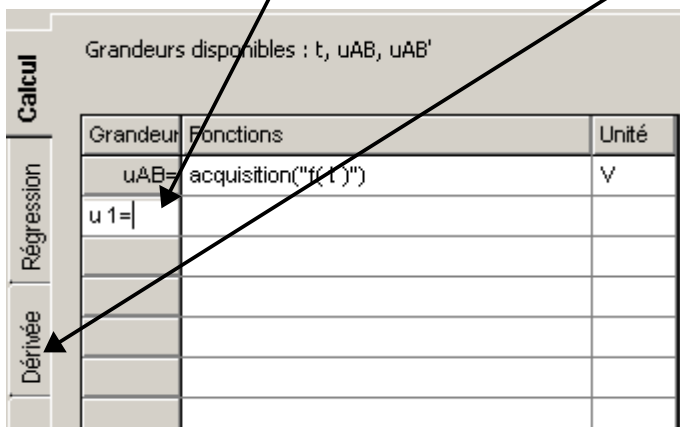 Calcul
Régression
Dérivée
Grandeurs disponibles : t, uAB, uAB'
Grandeur Fonctions Unité
uAB= acquisition("f( t )") V
u 1=